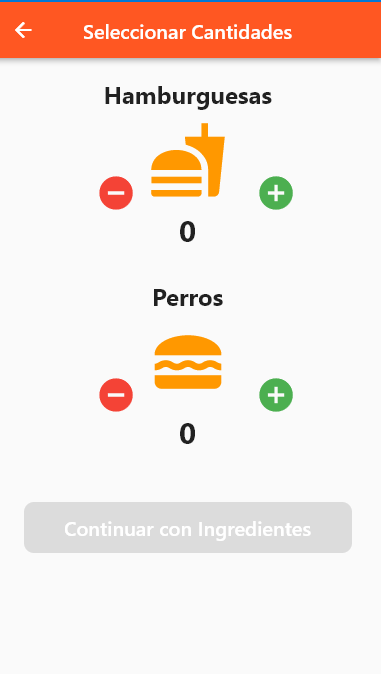 Seleccionar Cantidades
Hamburguesas
0
Perros
0
Continuar con Ingredientes